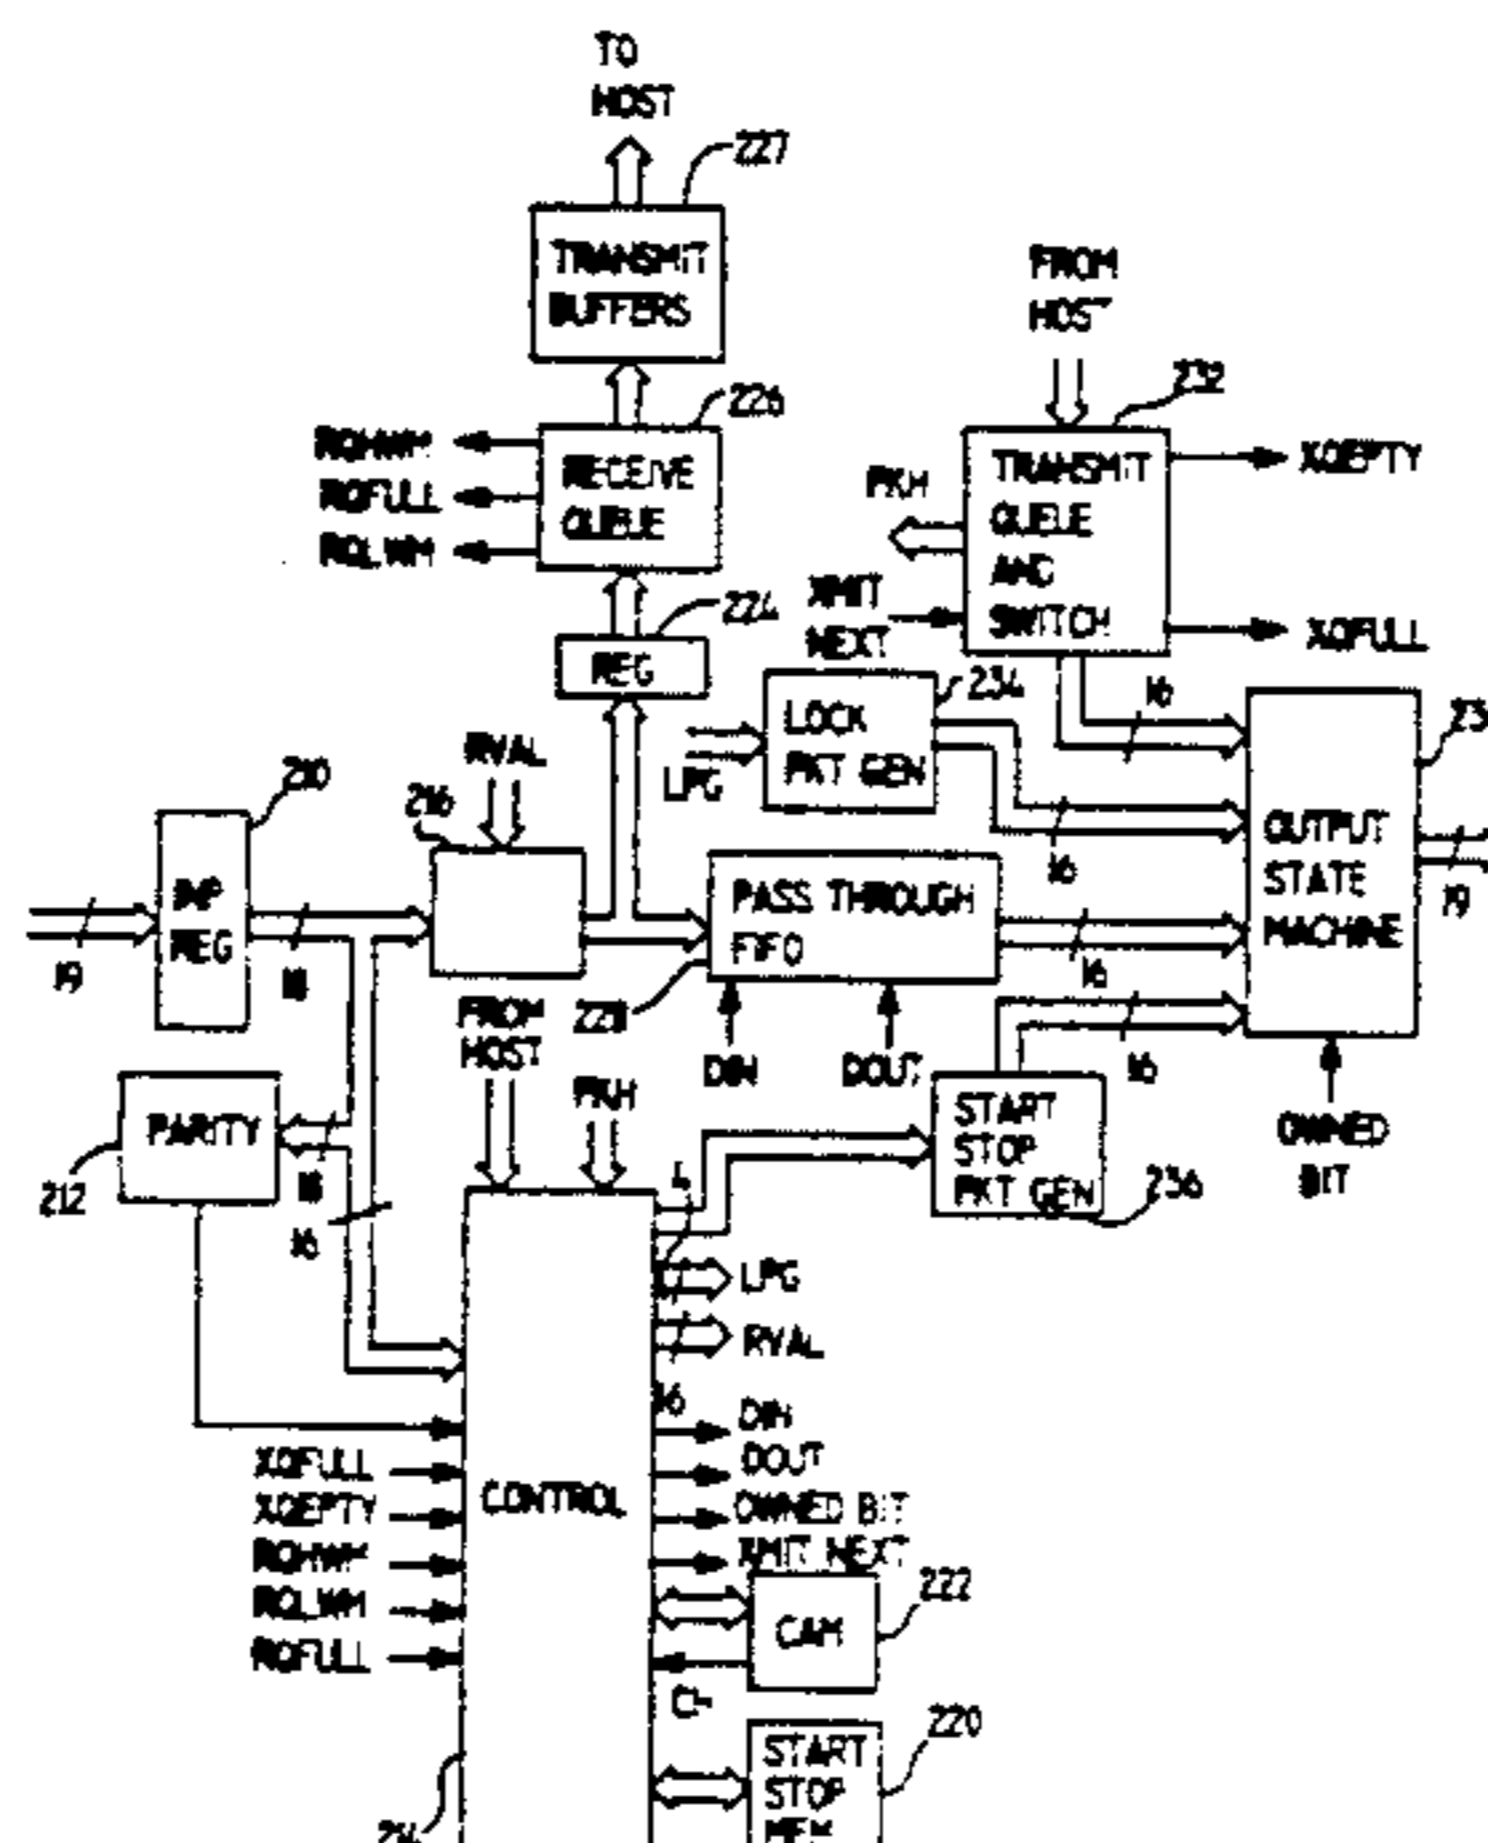 TO
HOST
227
TRANSMIT
BUFFERS
FROM
HOST
226
232
RQHWM
RQFULL
RQLWM
RECEIVE
QUEUE
PKH
TRANSMIT
QUEUE
AND
SWITCH
XQEPTY
XQFULL
XMIT
NEXT
224
REG
234
LOCK
PKT GEN
LPG
16
RVAL
210
216
INP
REG
19
18
16
PASS THROUGH
FIFO
228
16
OUTPUT
STATE
MACHINE
19
FROM
HOST
DIN
DOUT
16
PKH
PARITY
212
18
16
START
STOP
PKT GEN
236
OWNED
BIT
4
LPG
RVAL
16
DIN
DOUT
OWNED BIT
XMIT NEXT
XQFULL
XQEPTY
RQHWM
RQLWM
RQFULL
CONTROL
222
CAM
220
START
STOP
MEM
214